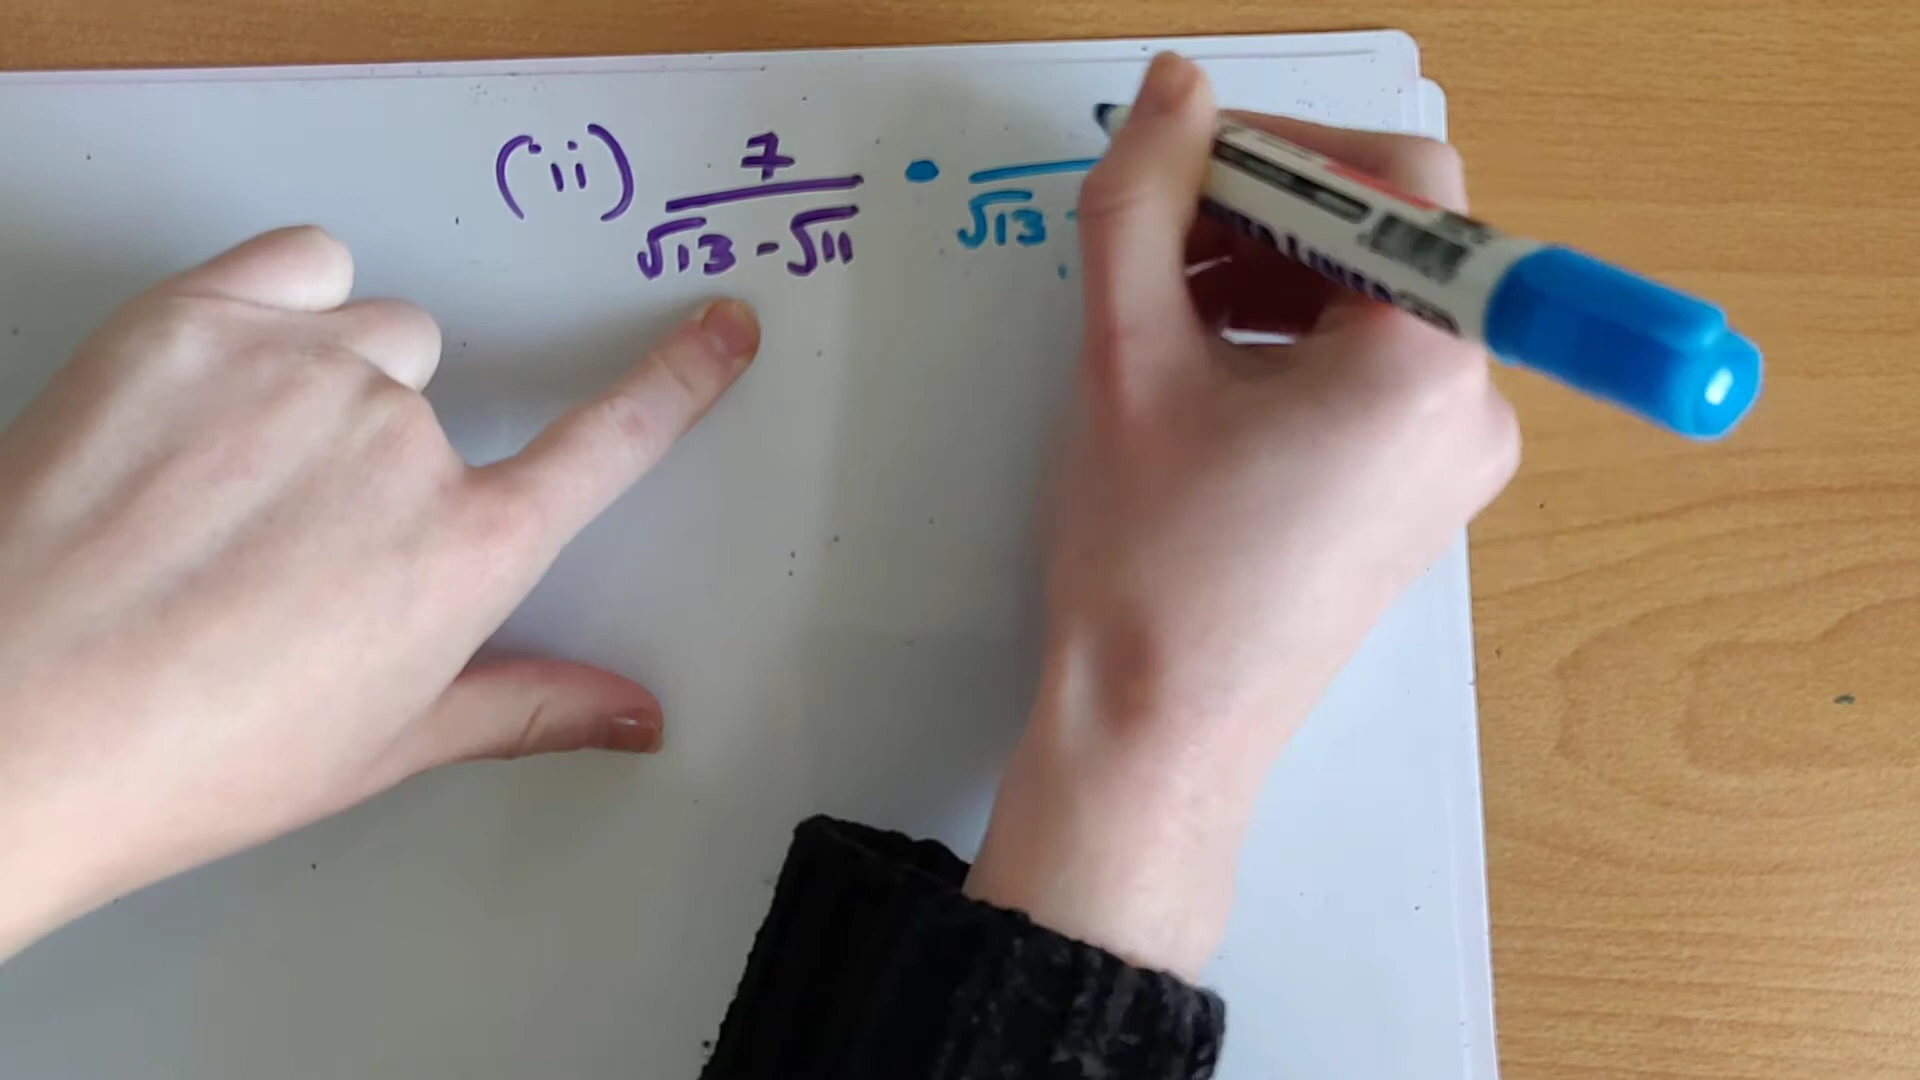 (ii) 7 •
√13 - √11 √13